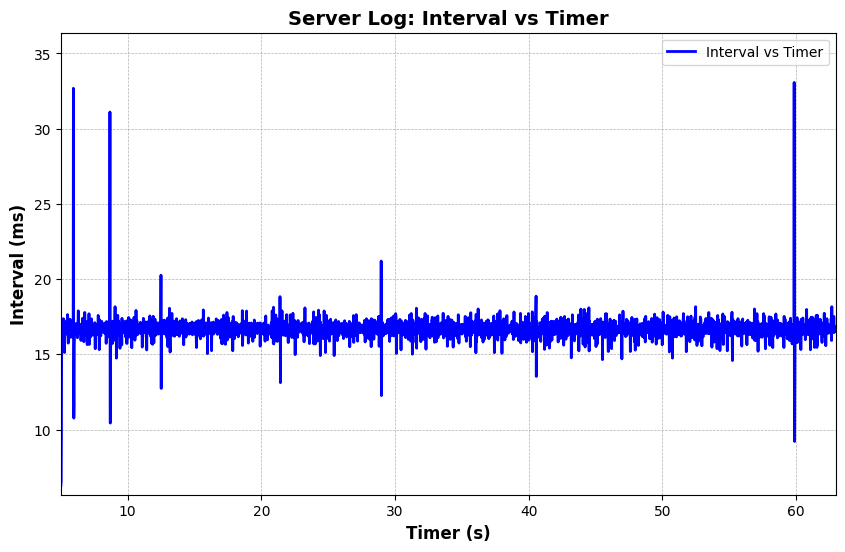 Server Log: Interval vs Timer
Interval vs Timer
35
30
25
20
15
10
Interval (ms)
10 20 30 40 50 60
Timer (s)